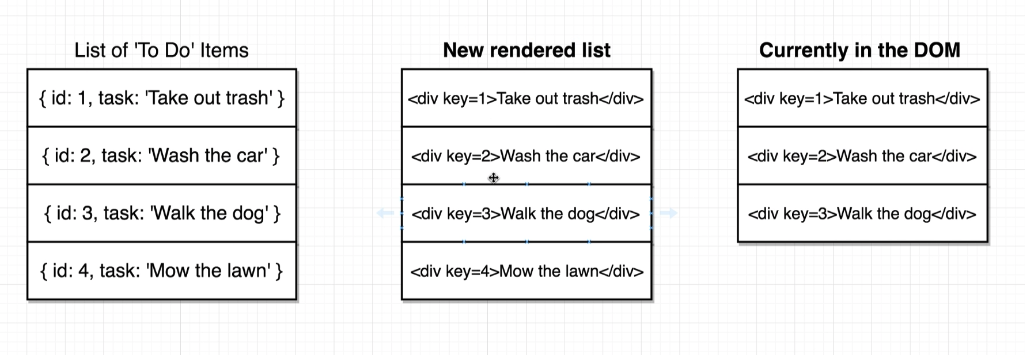 List of 'To Do' Items
{ id: 1, task: 'Take out trash' }
{ id: 2, task: 'Wash the car' }
{ id: 3, task: 'Walk the dog' }
{ id: 4, task: 'Mow the lawn' }
New rendered list
<div key=1>Take out trash</div>
<div key=2>Wash the car</div>
<div key=3>Walk the dog</div>
<div key=4>Mow the lawn</div>
Currently in the DOM
<div key=1>Take out trash</div>
<div key=2>Wash the car</div>
<div key=3>Walk the dog</div>